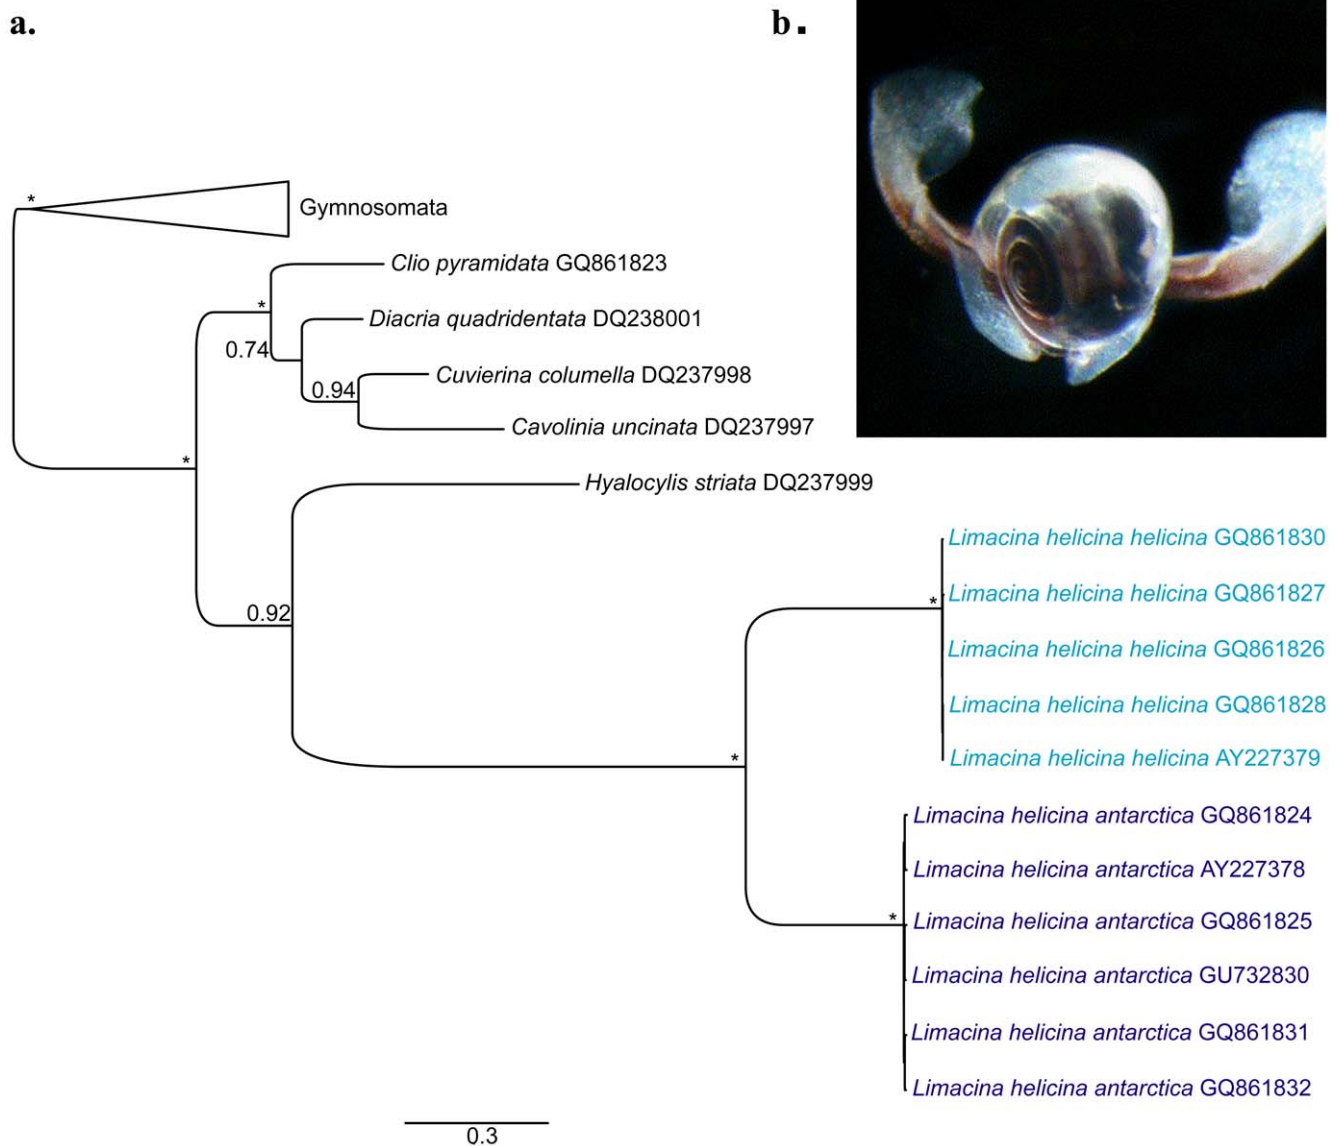 a.
b.
*
Gymnosomata
Clio pyramidata GQ861823
*
Diacria quadridentata DQ238001
0.74
Cuvierina columella DQ237998
0.94
Cavolinia uncinata DQ237997
*
Hyalocylis striata DQ237999
Limacina helicina helicina GQ861830
Limacina helicina helicina GQ861827
*
0.92
Limacina helicina helicina GQ861826
Limacina helicina helicina GQ861828
*
Limacina helicina helicina AY227379
Limacina helicina antarctica GQ861824
Limacina helicina antarctica AY227378
*
Limacina helicina antarctica GQ861825
Limacina helicina antarctica GU732830
Limacina helicina antarctica GQ861831
Limacina helicina antarctica GQ861832
0.3